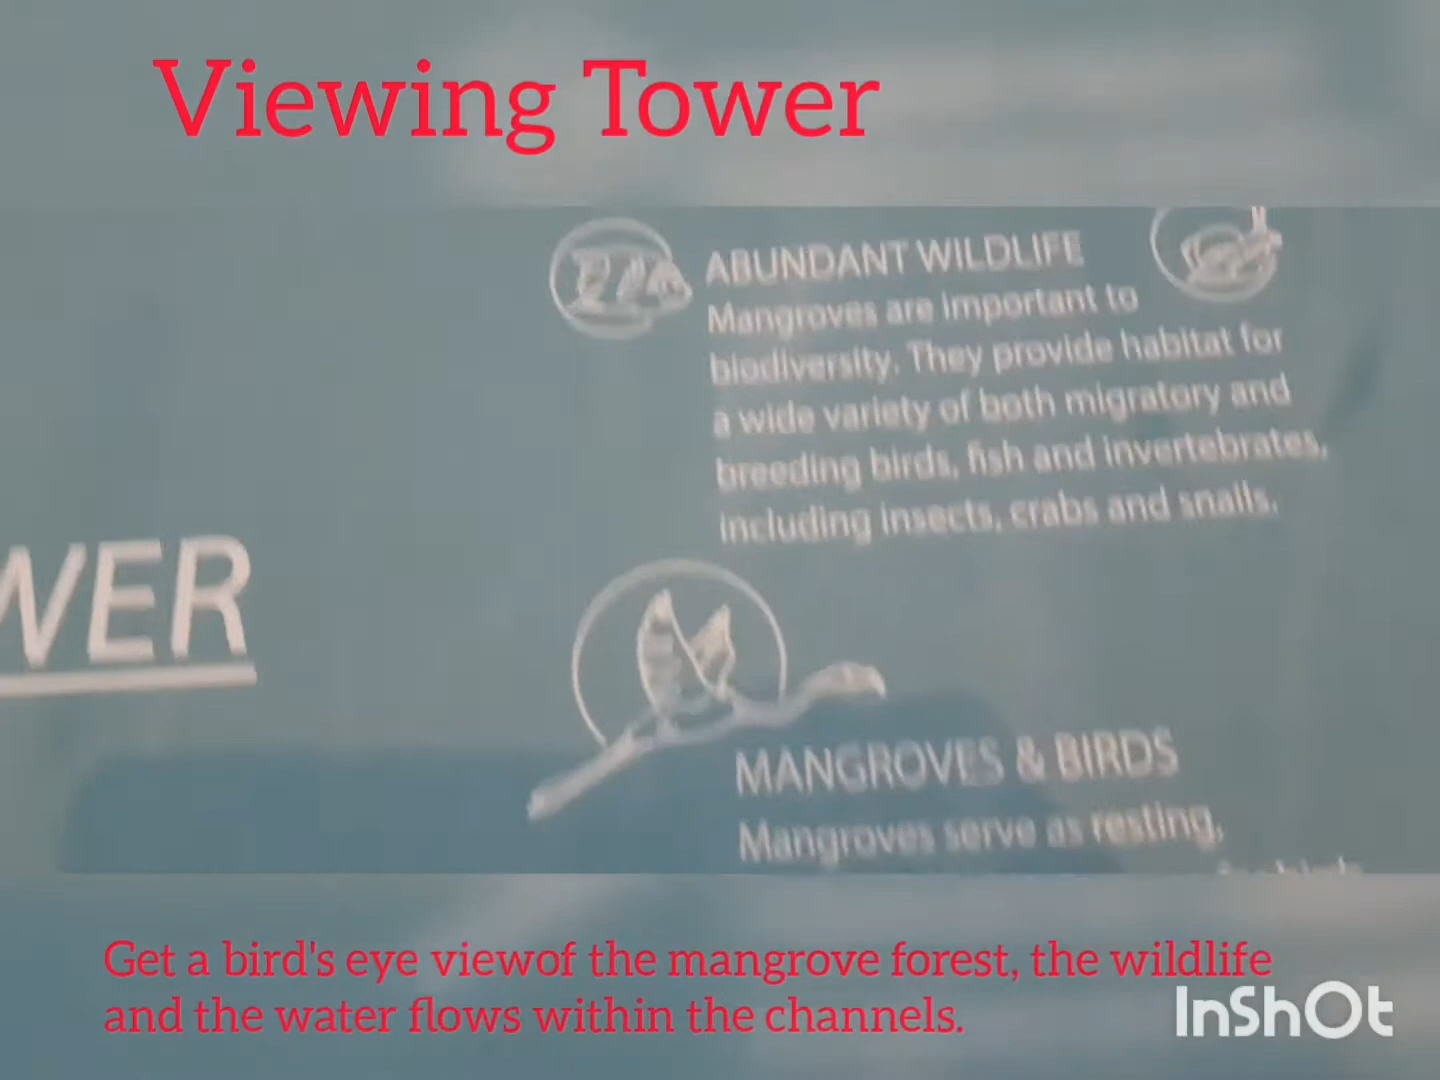 Viewing Tower
ABUNDANT WILDLIFE
Mangroves are important to
biodiversity. They provide habitat for
a wide variety of both migratory and
breeding birds, fish and invertebrates,
including insects, crabs and snails.
WER
MANGROVES & BIRDS
Mangroves serve as resting,
Get a bird's eye viewof the mangrove forest, the wildlife
and the water flows within the channels.
InShOt